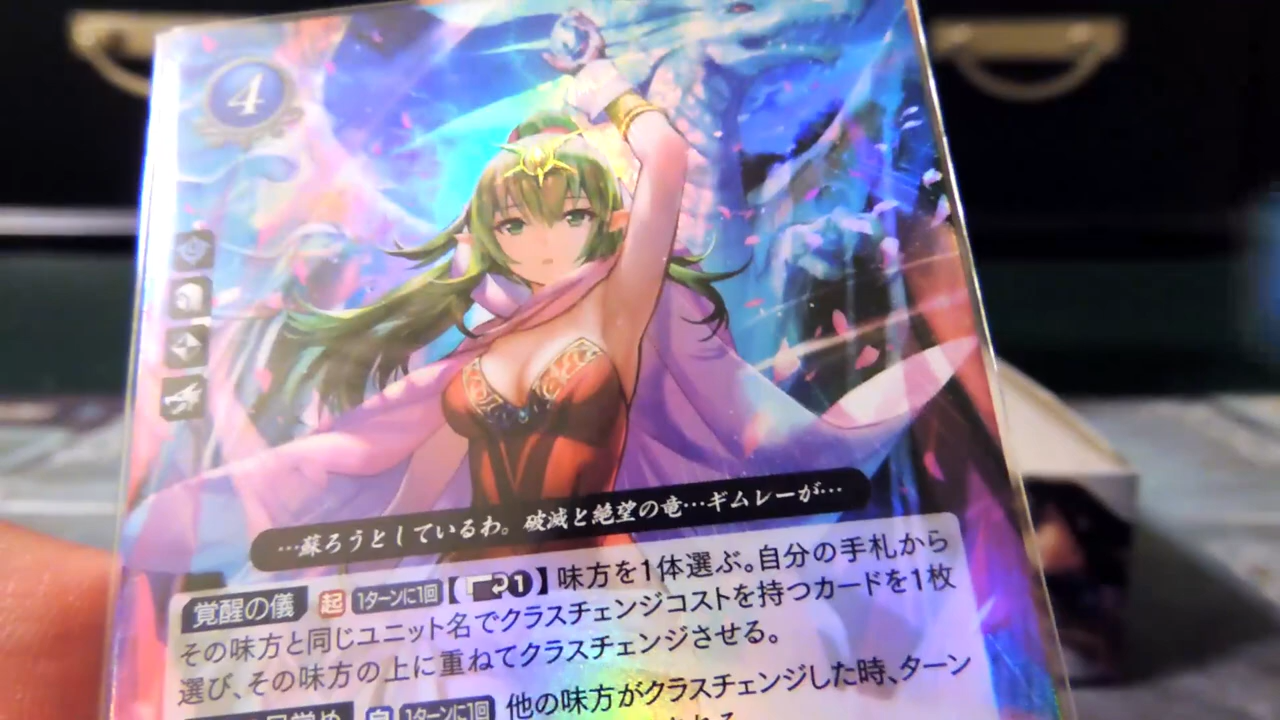 4
…蘇ろうとしているわ。破滅と絶望の竜…ギムレーが…
覚醒の儀 起 1ターンに1回【1】味方を1体選ぶ。自分の手札から
その味方と同じユニット名でクラスチェンジコストを持つカードを1枚
選び、その味方の上に重ねてクラスチェンジさせる。
自 1ターンに1回 他の味方がクラスチェンジした時、ターン